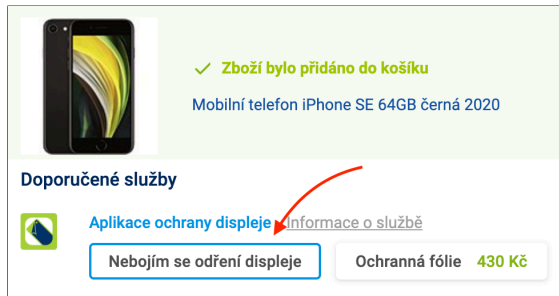 Zboží bylo přidáno do košíku
Mobilní telefon iPhone SE 64GB černá 2020
Doporučené služby
Aplikace ochrany displeje Informace o službě
Nebojím se odření displeje
Ochranná fólie 430 Kč